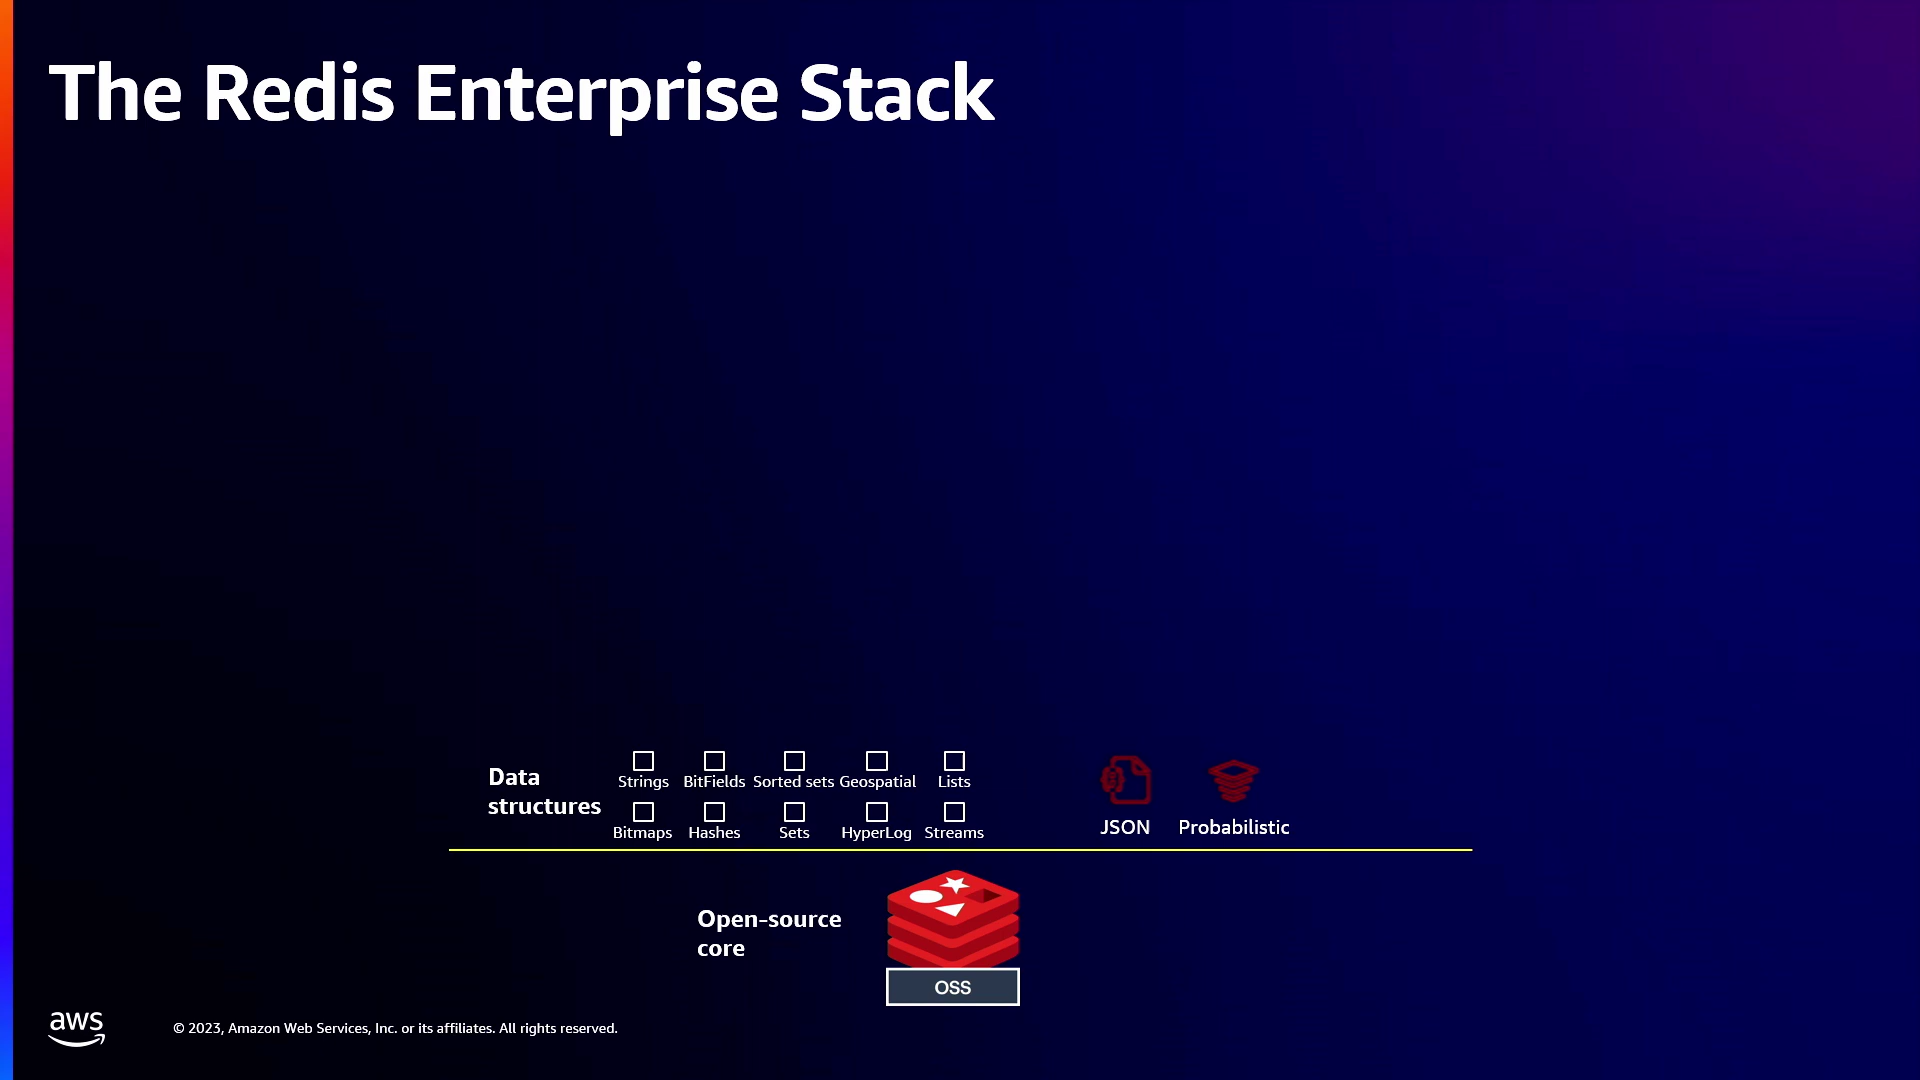 The Redis Enterprise Stack
Data
structures
Strings BitFields Sorted sets Geospatial Lists
Bitmaps Hashes Sets HyperLog Streams
JSON Probabilistic
Open-source
core
OSS
aws
© 2023, Amazon Web Services, Inc. or its affiliates. All rights reserved.